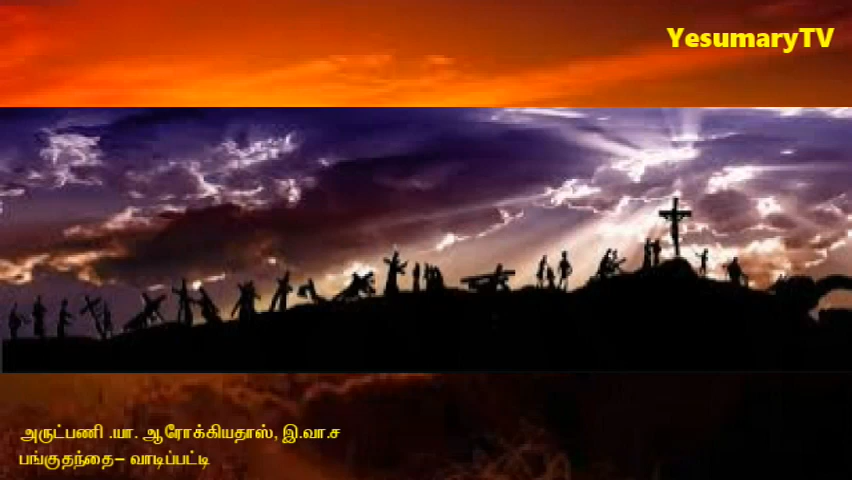 YesumaryTV
அருட்பணி .யா. ஆரோக்கியதாஸ், இ.வா.ச
பங்குதந்தை– வாடிப்பட்டி